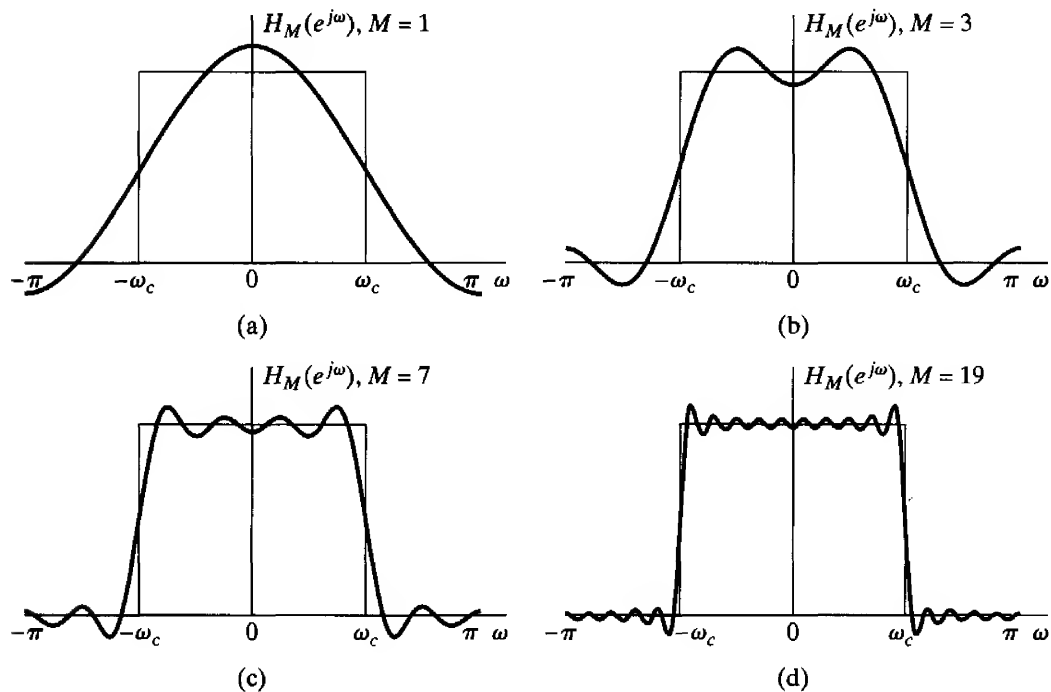 H_M(e^{jω}), M = 1
−π −ω_c 0 ω_c π ω
(a)
H_M(e^{jω}), M = 3
−π −ω_c 0 ω_c π ω
(b)
H_M(e^{jω}), M = 7
−π −ω_c 0 ω_c π ω
(c)
H_M(e^{jω}), M = 19
−π −ω_c 0 ω_c π ω
(d)